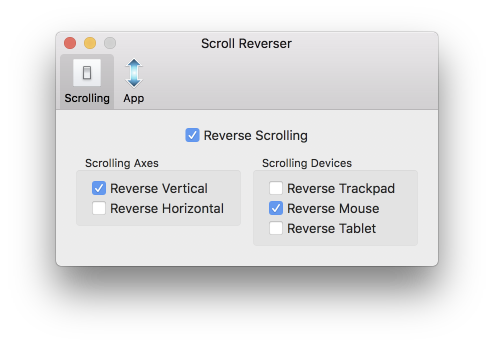 Scroll Reverser
Scrolling App
Reverse Scrolling
Scrolling Axes
Reverse Vertical
Reverse Horizontal
Scrolling Devices
Reverse Trackpad
Reverse Mouse
Reverse Tablet